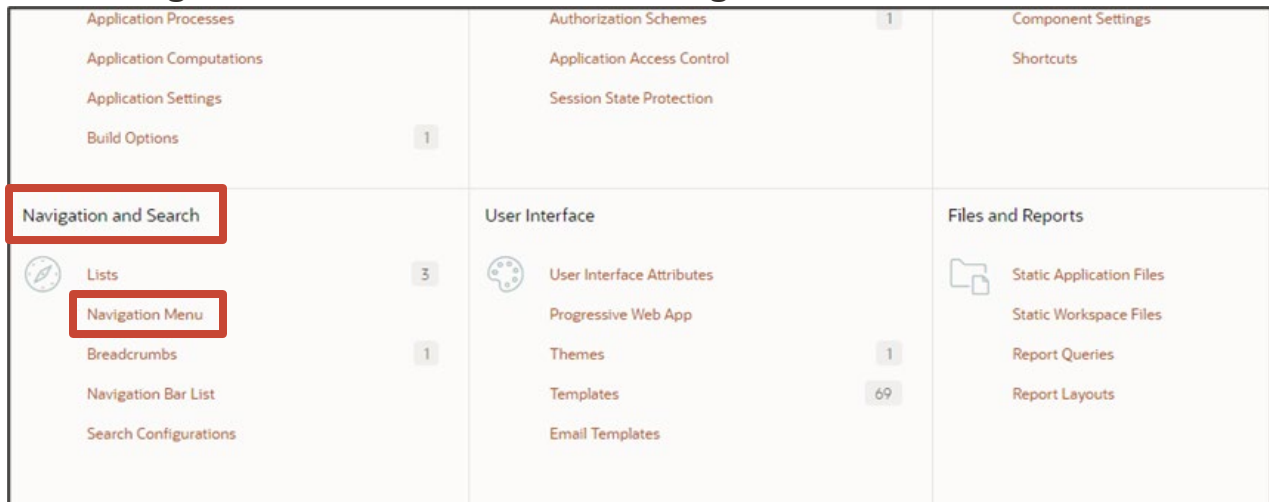 Application Processes
Application Computations
Application Settings
Build Options 1
Authorization Schemes 1
Application Access Control
Session State Protection
Component Settings
Shortcuts
Navigation and Search
Lists 3
Navigation Menu
Breadcrumbs 1
Navigation Bar List
Search Configurations
User Interface
User Interface Attributes
Progressive Web App
Themes 1
Templates 69
Email Templates
Files and Reports
Static Application Files
Static Workspace Files
Report Queries
Report Layouts